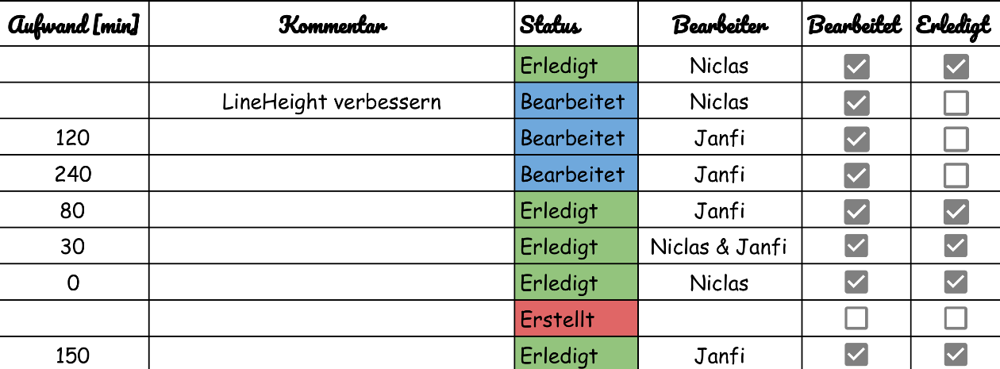 Aufwand [min] Kommentar Status Bearbeiter Bearbeitet Erledigt
Erledigt Niclas
LineHeight verbessern Bearbeitet Niclas
120 Bearbeitet Janfi
240 Bearbeitet Janfi
80 Erledigt Janfi
30 Erledigt Niclas & Janfi
0 Erledigt Niclas
Erstellt
150 Erledigt Janfi